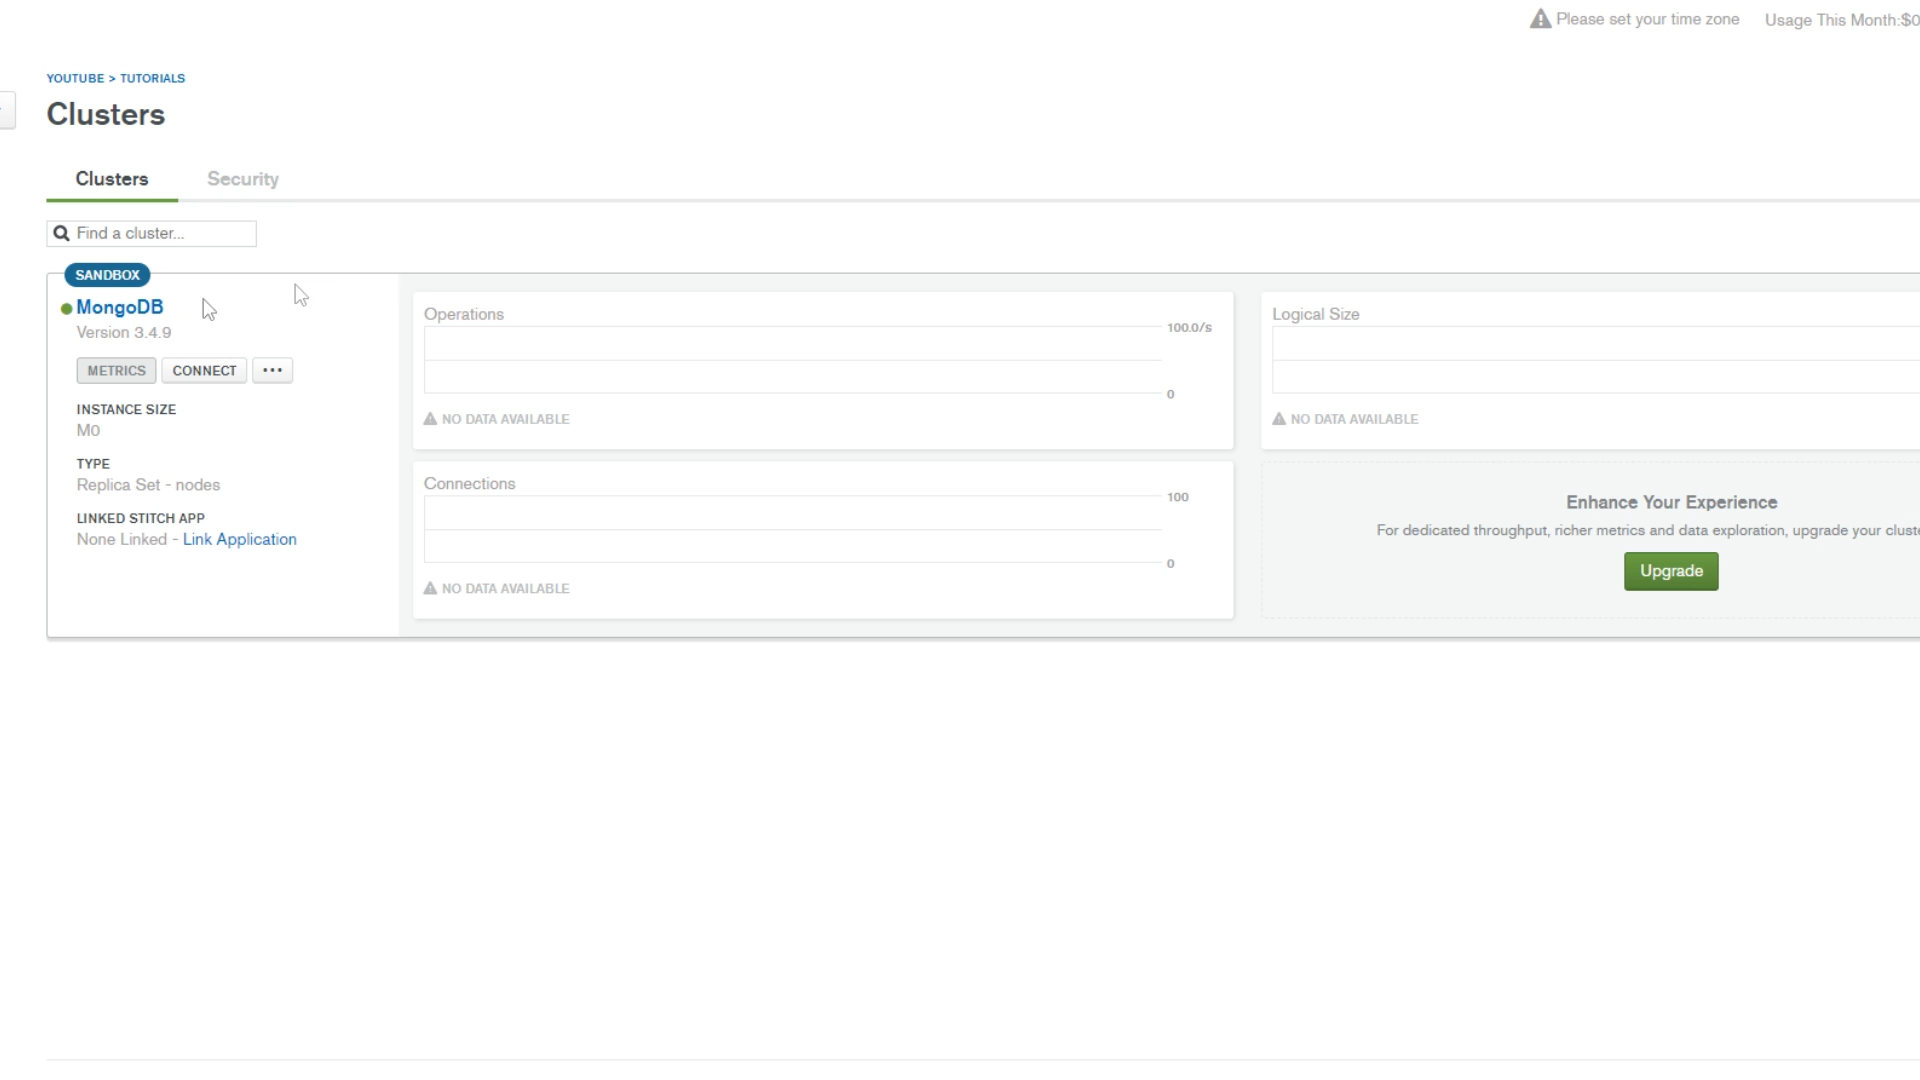 Please set your time zone Usage This Month:$0
YOUTUBE > TUTORIALS
Clusters
Clusters Security
Find a cluster...
SANDBOX
MongoDB
Version 3.4.9
METRICS CONNECT ...
INSTANCE SIZE
M0
TYPE
Replica Set - nodes
LINKED STITCH APP
None Linked - Link Application
Operations
100.0/s
0
NO DATA AVAILABLE
Logical Size
NO DATA AVAILABLE
Connections
100
0
NO DATA AVAILABLE
Enhance Your Experience
For dedicated throughput, richer metrics and data exploration, upgrade your cluste
Upgrade